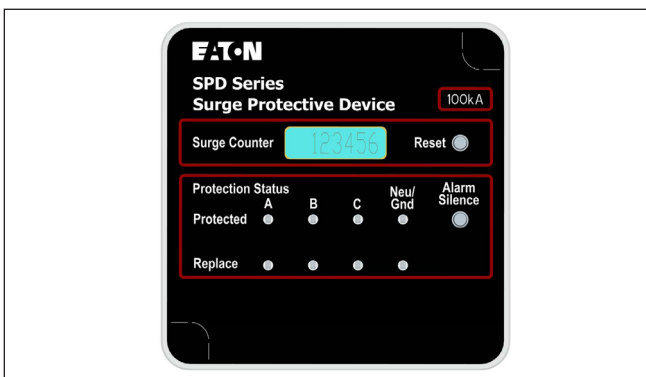 EATON
SPD Series
Surge Protective Device
100kA
Surge Counter 123456 Reset
Protection Status
A B C Neu/Gnd Alarm Silence
Protected
Replace